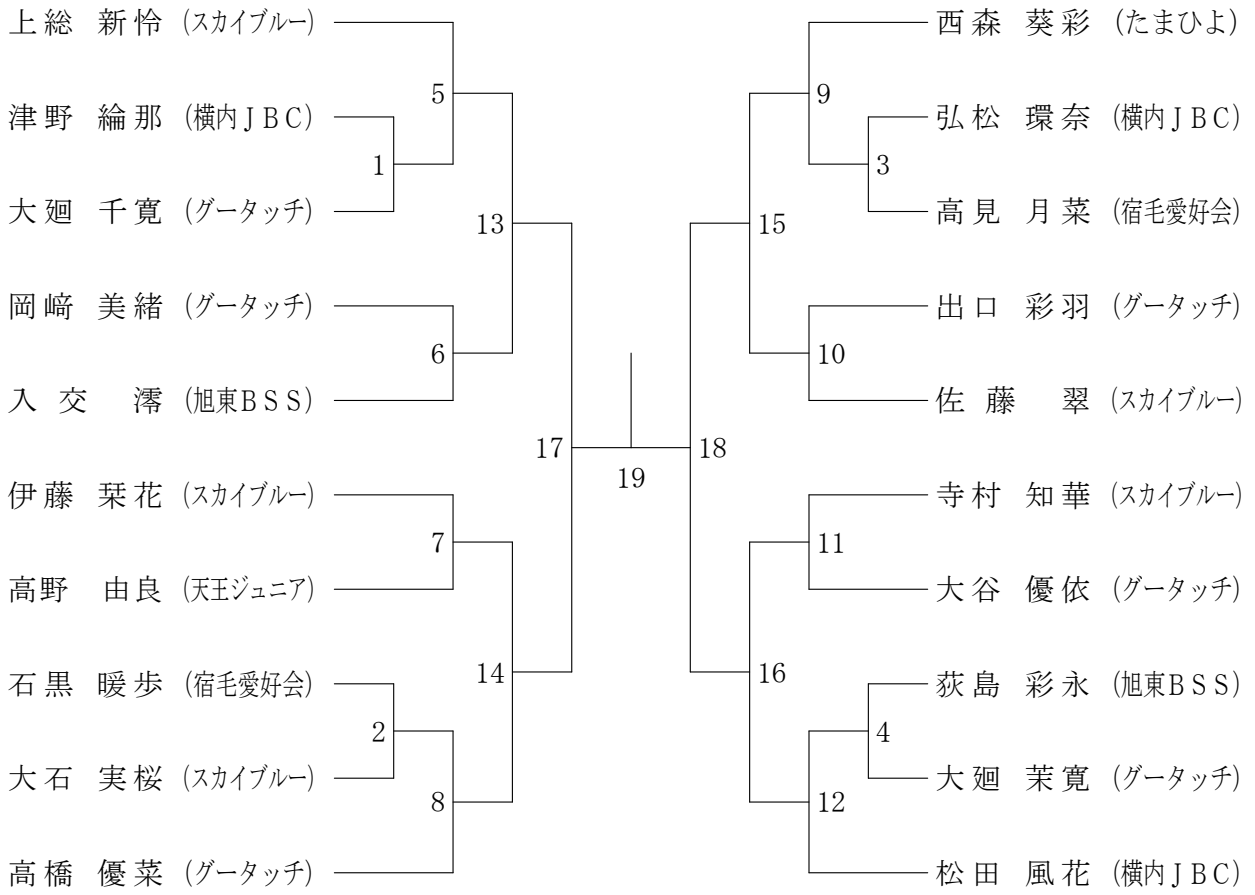 上総 新怜 (スカイブルー)
津野 綸那 (横内ＪＢＣ)
大廻 千寛 (グータッチ)
岡﨑 美緒 (グータッチ)
入交 澪 (旭東ＢＳＳ)
伊藤 栞花 (スカイブルー)
高野 由良 (天王ジュニア)
石黒 暖歩 (宿毛愛好会)
大石 実桜 (スカイブルー)
高橋 優菜 (グータッチ)
1
2
5
6
7
8
13
14
17
19
18
15
16
9
10
11
12
3
4
西森 葵彩 (たまひよ)
弘松 環奈 (横内ＪＢＣ)
高見 月菜 (宿毛愛好会)
出口 彩羽 (グータッチ)
佐藤 翠 (スカイブルー)
寺村 知華 (スカイブルー)
大谷 優依 (グータッチ)
荻島 彩永 (旭東ＢＳＳ)
大廻 茉寛 (グータッチ)
松田 風花 (横内ＪＢＣ)